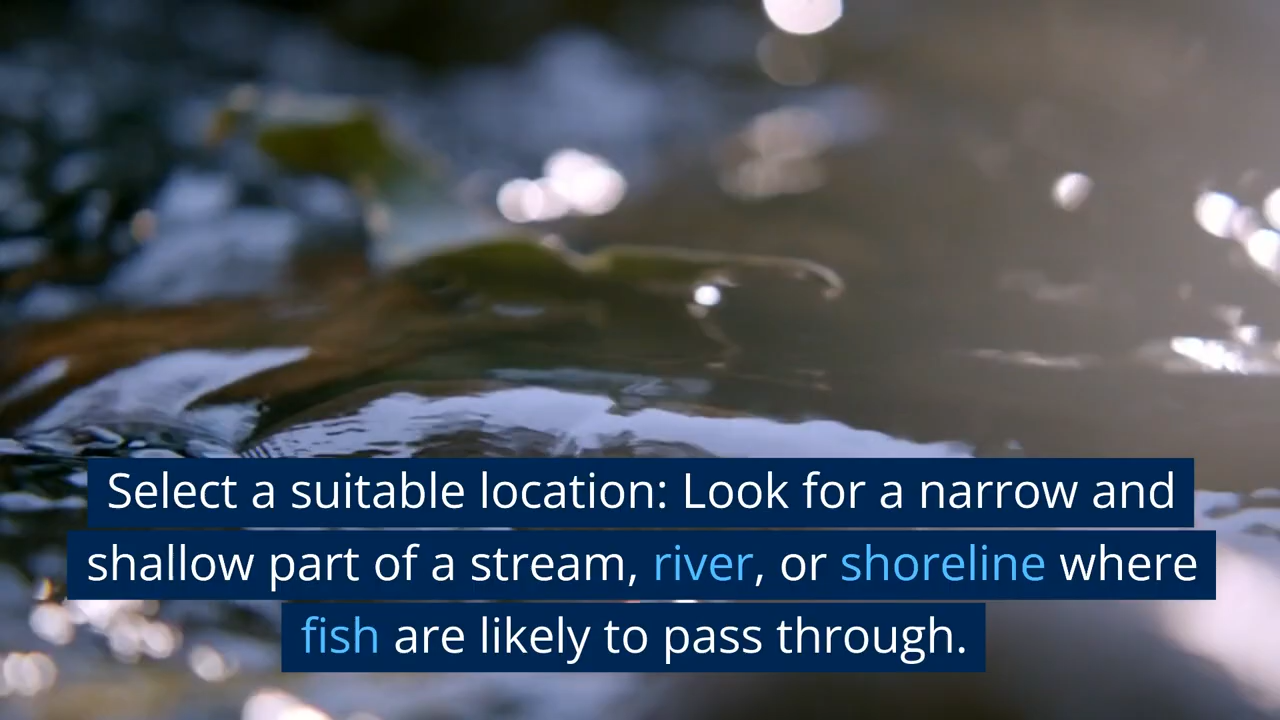 Select a suitable location: Look for a narrow and
shallow part of a stream, river, or shoreline where
fish are likely to pass through.